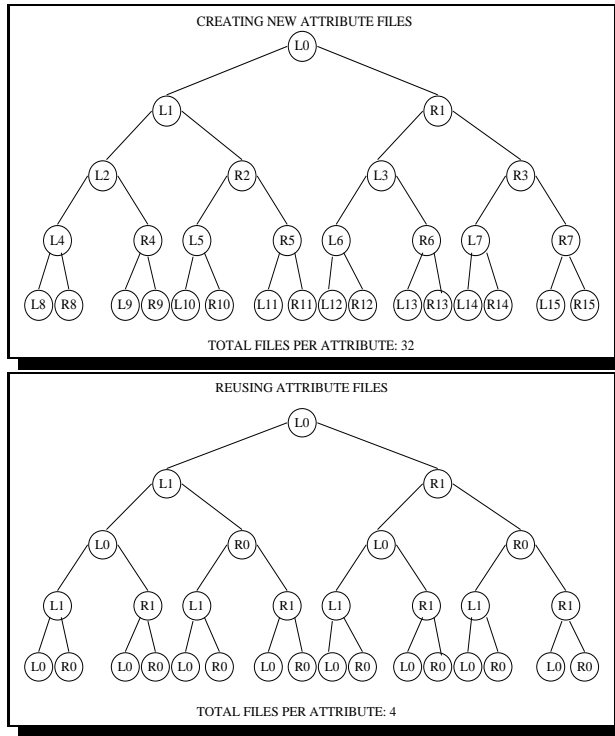 CREATING NEW ATTRIBUTE FILES
L0
L1 R1
L2 R2 L3 R3
L4 R4 L5 R5 L6 R6 L7 R7
L8 R8 L9 R9 L10 R10 L11 R11 L12 R12 L13 R13 L14 R14 L15 R15
TOTAL FILES PER ATTRIBUTE: 32
REUSING ATTRIBUTE FILES
L0
L1 R1
L0 R0 L0 R0
L1 R1 L1 R1 L1 R1 L1 R1
L0 R0 L0 R0 L0 R0 L0 R0 L0 R0 L0 R0 L0 R0 L0 R0
TOTAL FILES PER ATTRIBUTE: 4